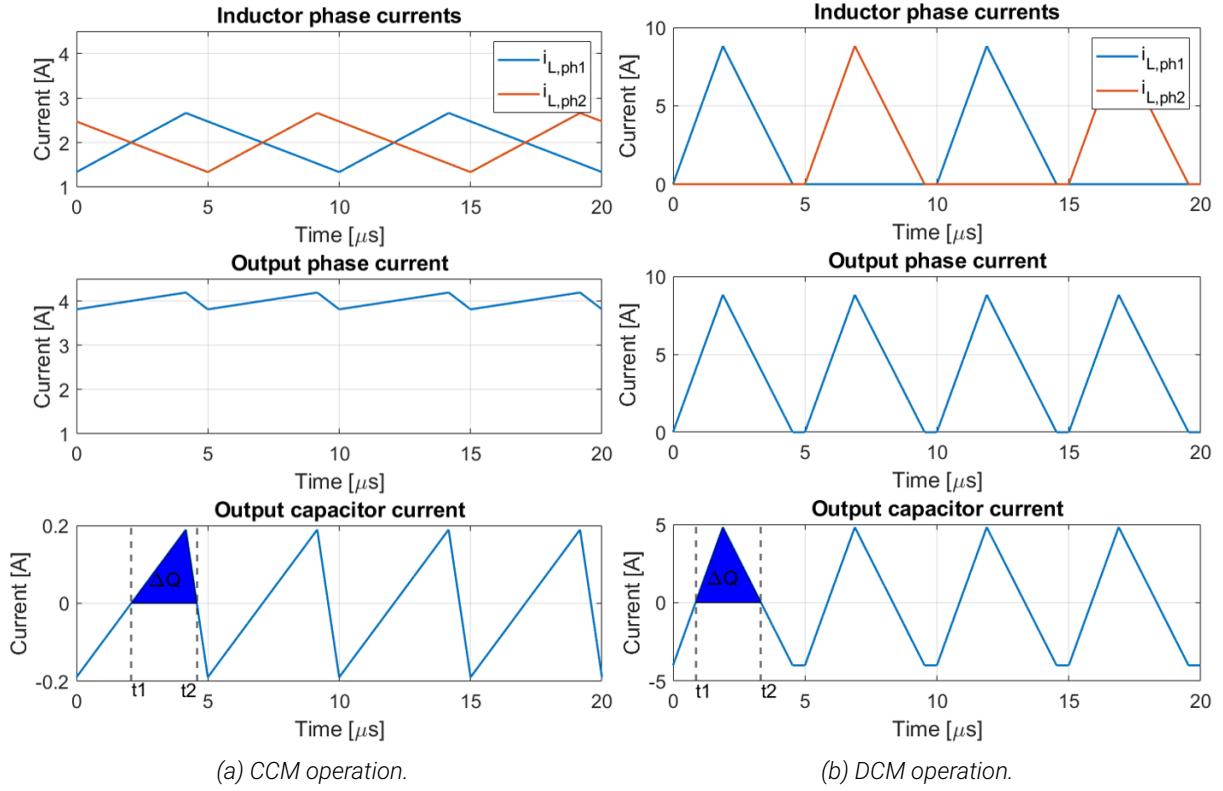 Inductor phase currents
4
3
2
1
Current [A]
i_L,ph1
i_L,ph2
0
5
10
15
20
Time [μs]
Output phase current
4
3
2
1
Current [A]
0
5
10
15
20
Time [μs]
Output capacitor current
0.2
0
-0.2
Current [A]
ΔQ
t1
t2
0
5
10
15
20
Time [μs]
(a) CCM operation.
Inductor phase currents
10
5
0
Current [A]
i_L,ph1
i_L,ph2
0
5
10
15
20
Time [μs]
Output phase current
10
5
0
Current [A]
0
5
10
15
20
Time [μs]
Output capacitor current
5
0
-5
Current [A]
ΔQ
t1
t2
0
5
10
15
20
Time [μs]
(b) DCM operation.